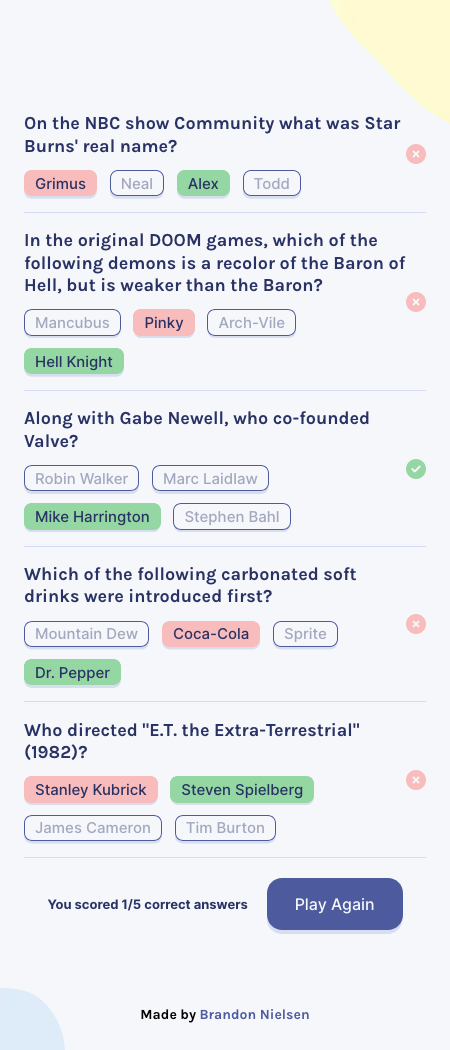 On the NBC show Community what was Star
Burns' real name?
Grimus Neal Alex Todd
In the original DOOM games, which of the
following demons is a recolor of the Baron of
Hell, but is weaker than the Baron?
Mancubus Pinky Arch-Vile
Hell Knight
Along with Gabe Newell, who co-founded
Valve?
Robin Walker Marc Laidlaw
Mike Harrington Stephen Bahl
Which of the following carbonated soft
drinks were introduced first?
Mountain Dew Coca-Cola Sprite
Dr. Pepper
Who directed "E.T. the Extra-Terrestrial"
(1982)?
Stanley Kubrick Steven Spielberg
James Cameron Tim Burton
You scored 1/5 correct answers Play Again
Made by Brandon Nielsen